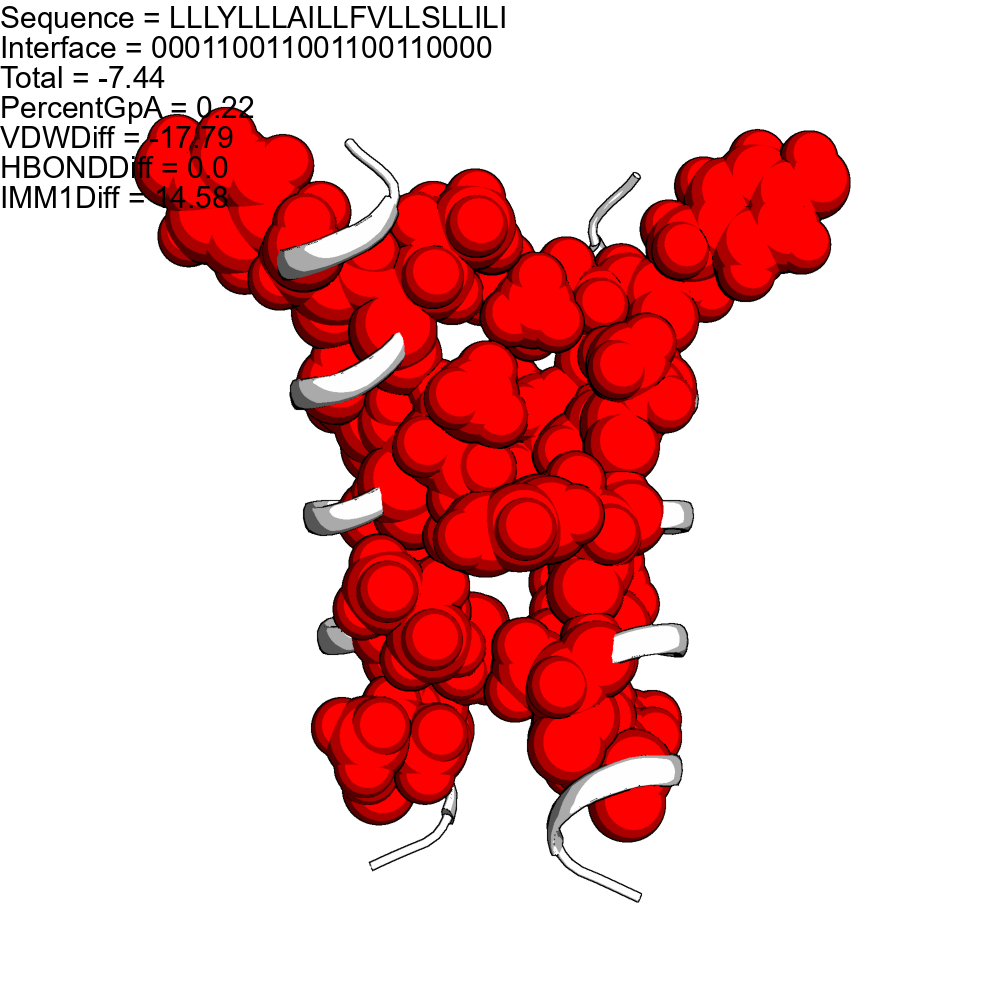 Sequence = LLLYLLLAILLFVLLSLLILI
Interface = 000110011001100110000
Total = -7.44
PercentGpA = 0.22
VDWDiff = -17.79
HBONDDiff = 0.0
IMM1Diff = 14.58